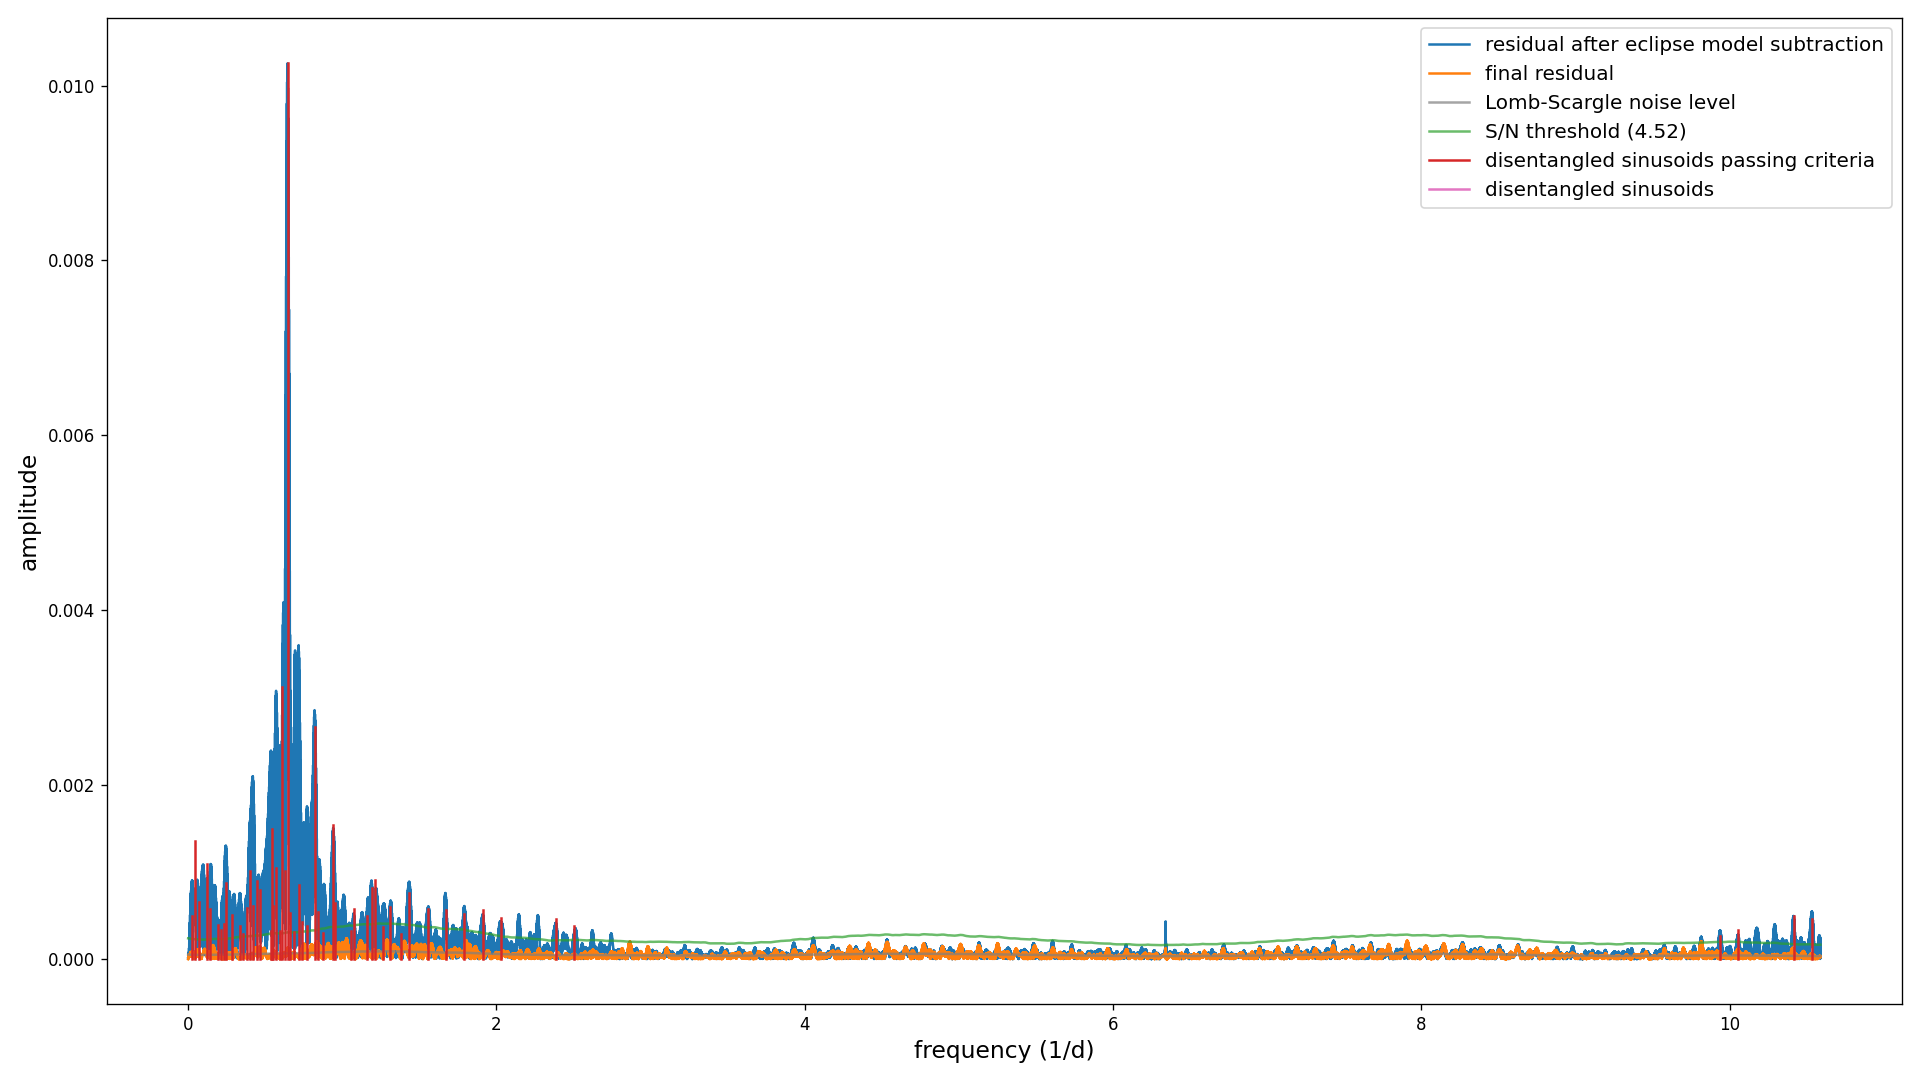 residual after eclipse model subtraction
final residual
Lomb-Scargle noise level
S/N threshold (4.52)
disentangled sinusoids passing criteria
disentangled sinusoids
0.010
0.008
0.006
0.004
0.002
0.000
amplitude
0 2 4 6 8 10
frequency (1/d)